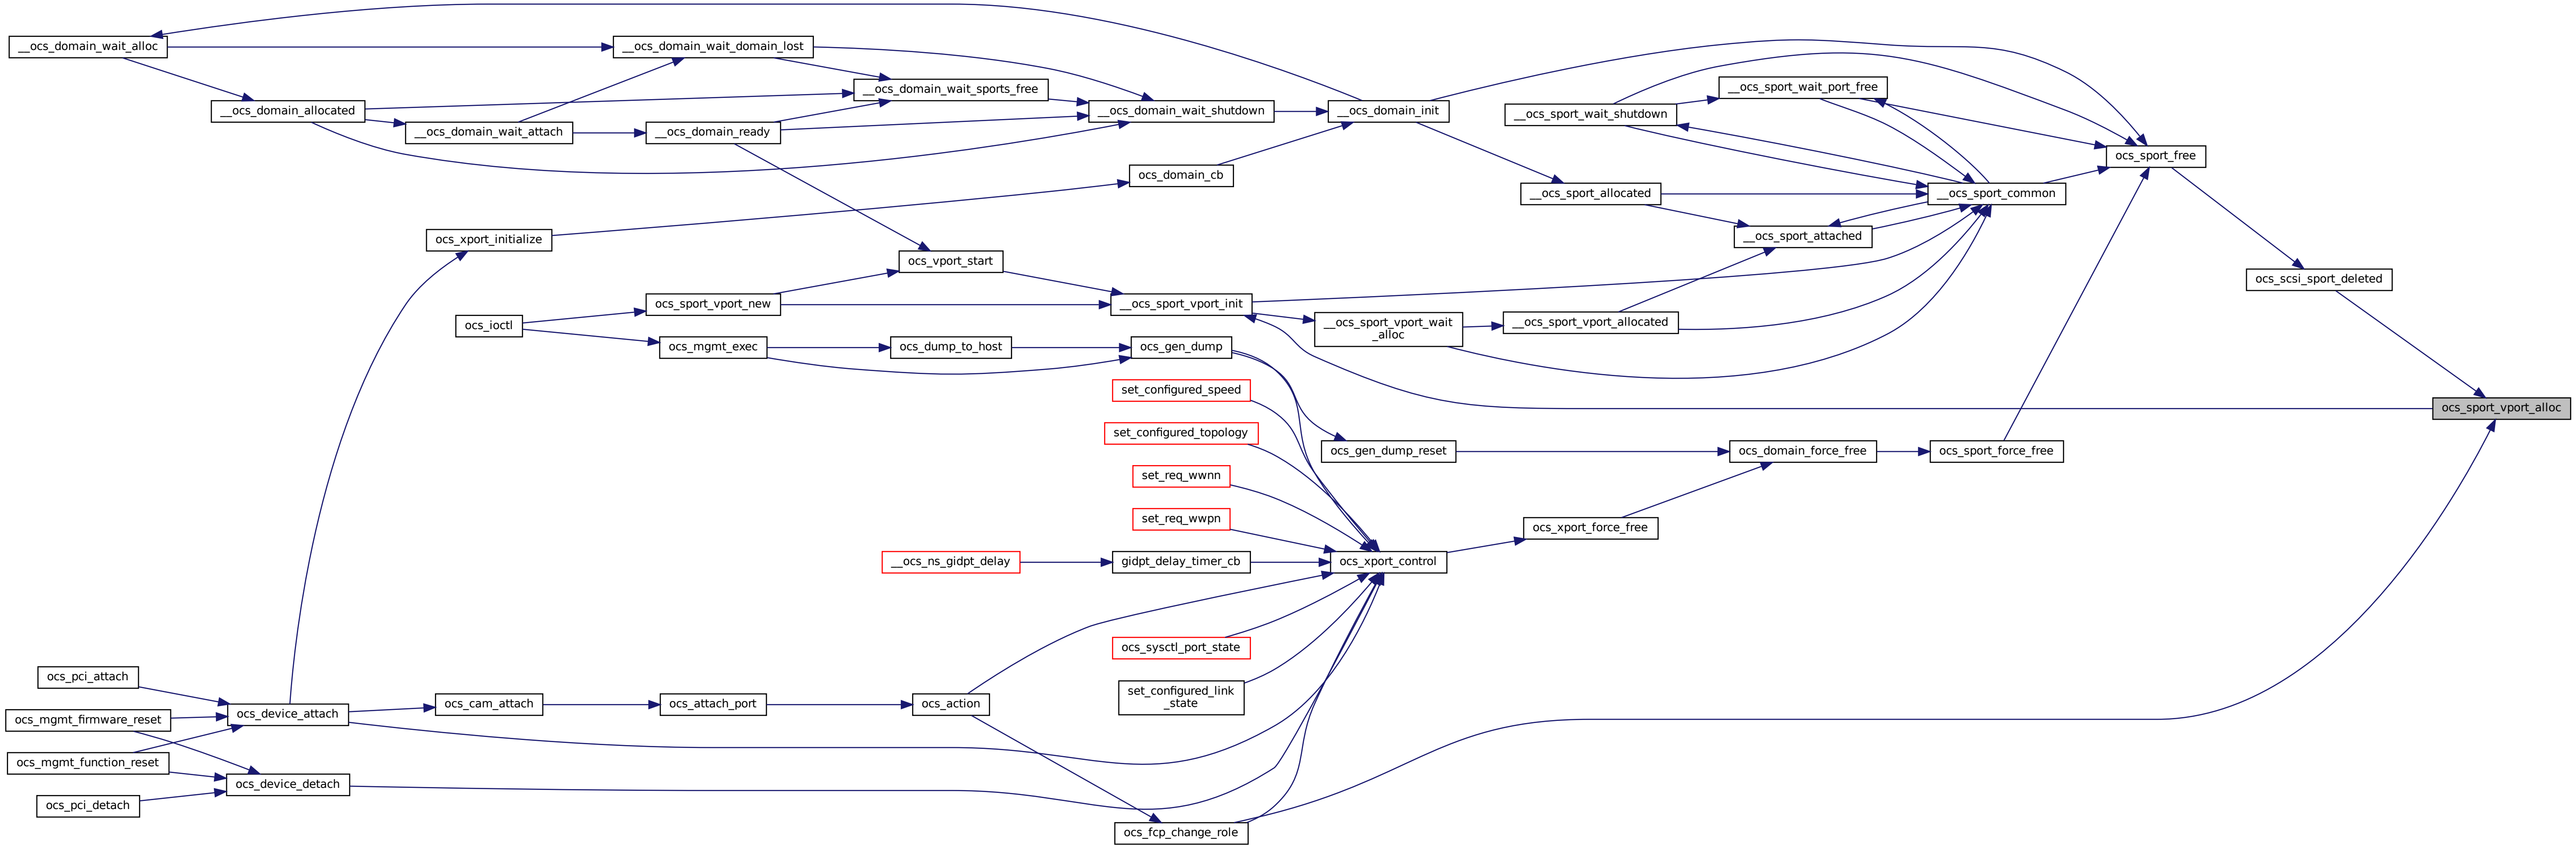 __ocs_domain_wait_alloc
__ocs_domain_wait_domain_lost
__ocs_domain_wait_sports_free
__ocs_sport_wait_port_free
__ocs_domain_allocated
__ocs_domain_wait_shutdown
__ocs_domain_init
__ocs_sport_wait_shutdown
__ocs_domain_wait_attach
__ocs_domain_ready
ocs_sport_free
ocs_domain_cb
__ocs_sport_allocated
__ocs_sport_common
ocs_xport_initialize
__ocs_sport_attached
ocs_vport_start
ocs_scsi_sport_deleted
ocs_sport_vport_new
__ocs_sport_vport_init
ocs_ioctl
__ocs_sport_vport_wait
_alloc
__ocs_sport_vport_allocated
ocs_mgmt_exec
ocs_dump_to_host
ocs_gen_dump
set_configured_speed
ocs_sport_vport_alloc
set_configured_topology
ocs_gen_dump_reset
ocs_domain_force_free
ocs_sport_force_free
set_req_wwnn
set_req_wwpn
ocs_xport_force_free
__ocs_ns_gidpt_delay
gidpt_delay_timer_cb
ocs_xport_control
ocs_sysctl_port_state
ocs_pci_attach
set_configured_link
_state
ocs_cam_attach
ocs_attach_port
ocs_action
ocs_mgmt_firmware_reset
ocs_device_attach
ocs_mgmt_function_reset
ocs_device_detach
ocs_pci_detach
ocs_fcp_change_role